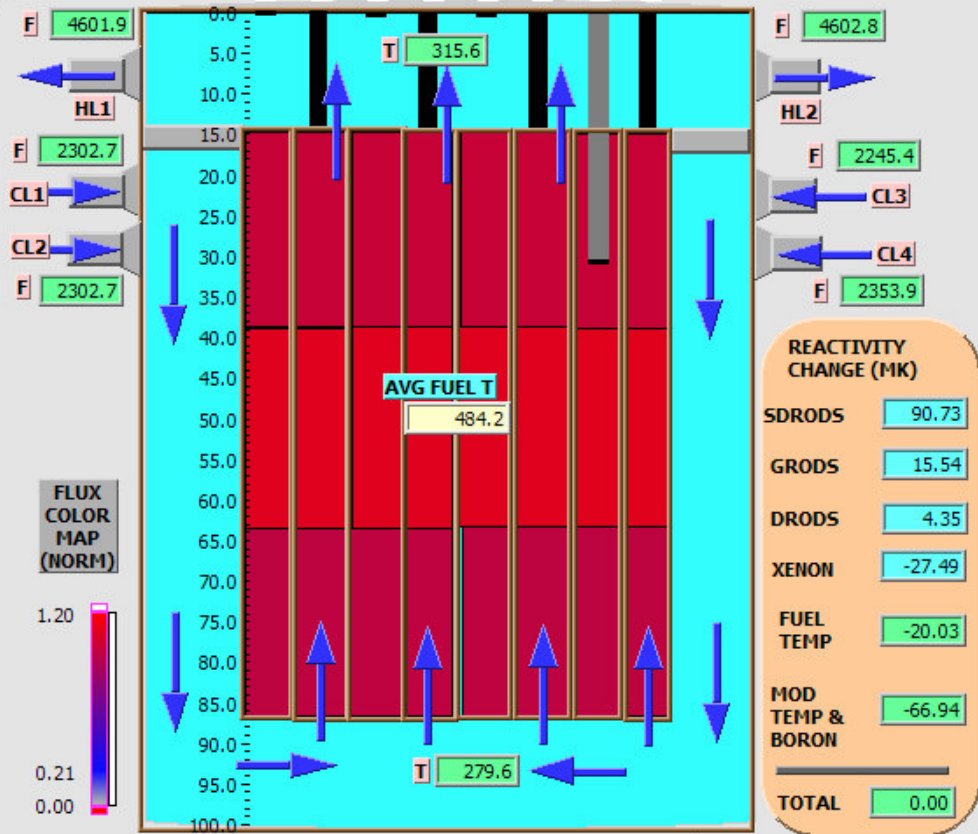 F 4601.9
0.0
F 4602.8
5.0
T 315.6
10.0
HL1
HL2
15.0
F 2302.7
F 2245.4
20.0
CL1
CL3
25.0
CL2
CL4
30.0
F 2302.7
F 2353.9
35.0
40.0
45.0
50.0
55.0
60.0
65.0
70.0
75.0
80.0
85.0
90.0
95.0
100.0
AVG FUEL T
484.2
T 279.6
FLUX
COLOR
MAP
(NORM)
1.20
0.21
0.00
REACTIVITY
CHANGE (MK)
SDRODS 90.73
GRODS 15.54
DRODS 4.35
XENON -27.49
FUEL
TEMP -20.03
MOD
TEMP & -66.94
BORON
TOTAL 0.00